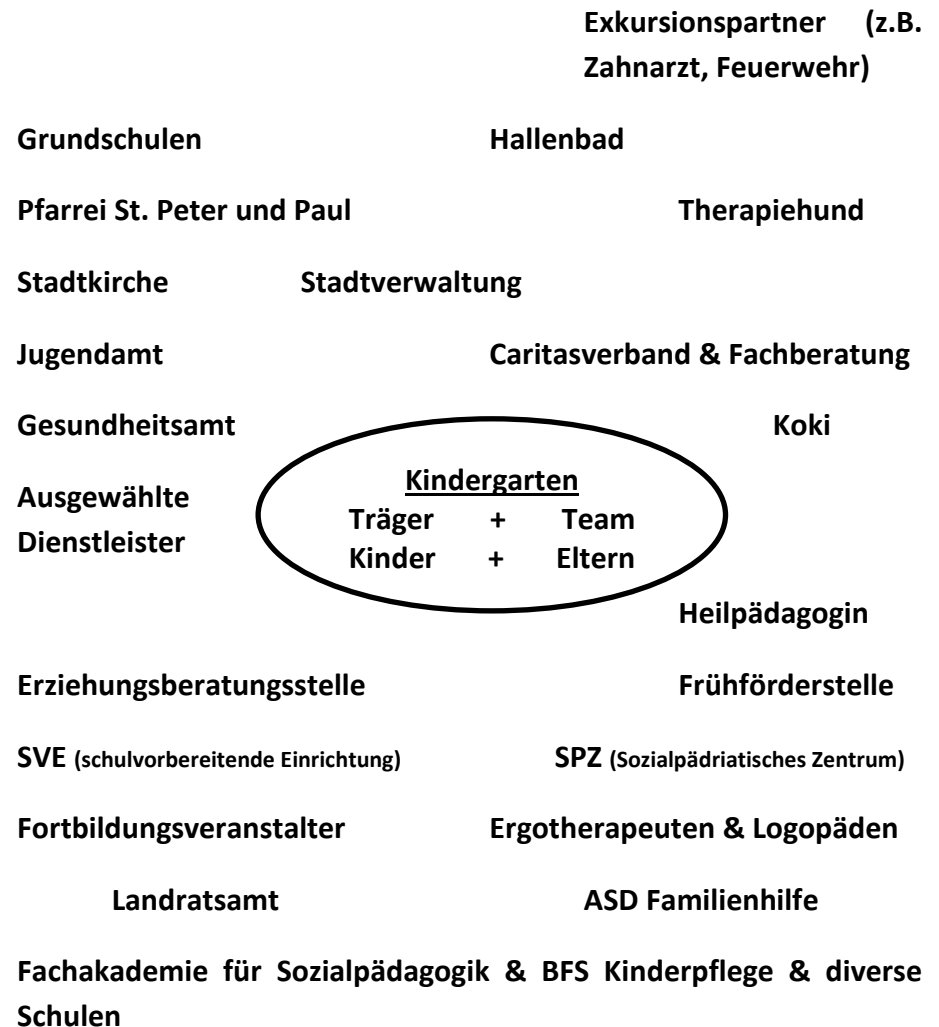 Exkursionspartner (z.B.
Zahnarzt, Feuerwehr)
Grundschulen Hallenbad
Pfarrei St. Peter und Paul Therapiehund
Stadtkirche Stadtverwaltung
Jugendamt Caritasverband & Fachberatung
Gesundheitsamt Koki
Ausgewählte
Dienstleister
Kindergarten
Träger + Team
Kinder + Eltern
Heilpädagogin
Erziehungsberatungsstelle Frühförderstelle
SVE (schulvorbereitende Einrichtung) SPZ (Sozialpädriatisches Zentrum)
Fortbildungsveranstalter Ergotherapeuten & Logopäden
Landratsamt ASD Familienhilfe
Fachakademie für Sozialpädagogik & BFS Kinderpflege & diverse
Schulen